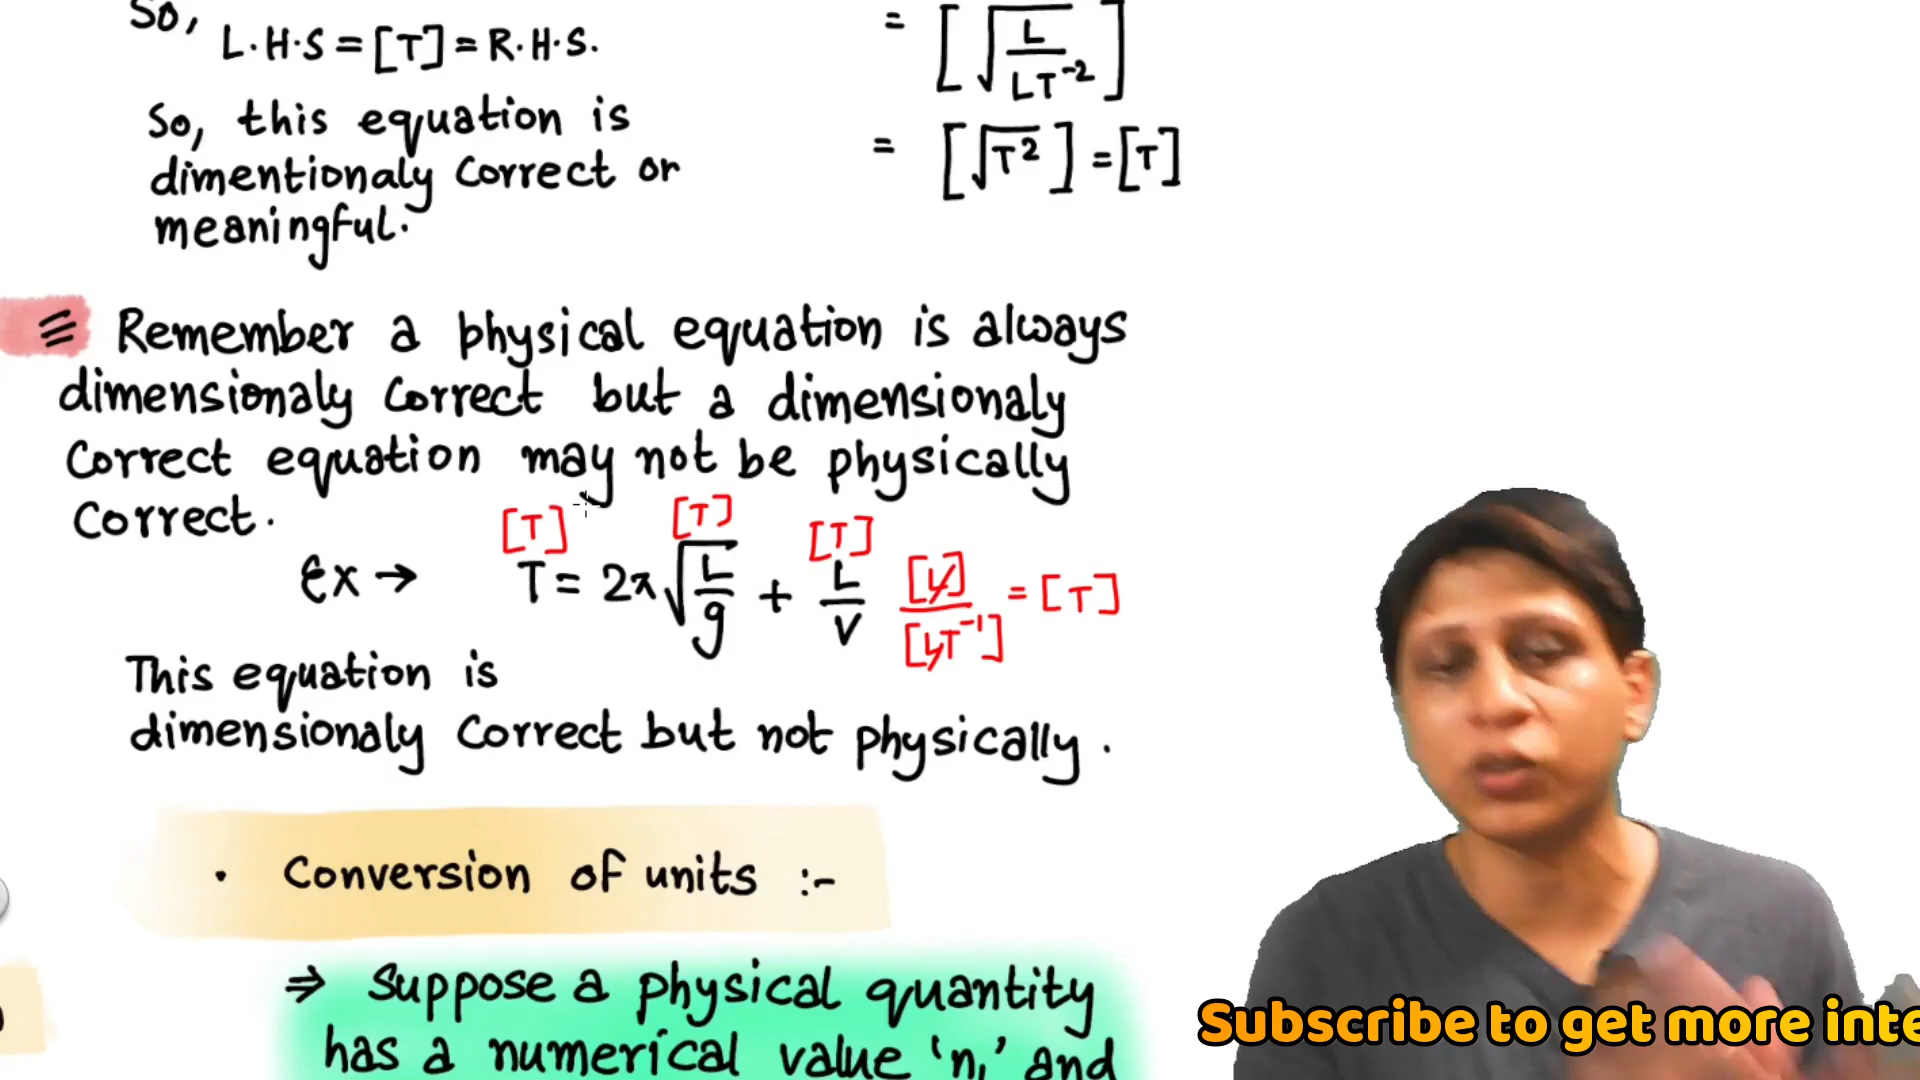 So,
L.H.S = [T] = R.H.S.
= [√(L/LT⁻²)]
So, this equation is
dimentionaly correct or
meaningful.
= [√T²] = [T]
Remember a physical equation is always
dimensionaly correct but a dimensionaly
correct equation may not be physically
correct.
[T] [T] [T]
Ex → T = 2π√(L/g) + L/v [L]/[LT⁻¹] = [T]
This equation is
dimensionaly correct but not physically.
· Conversion of units :-
⇒ Suppose a physical quantity
has a numerical value 'n₁' and
Subscribe to get more inte